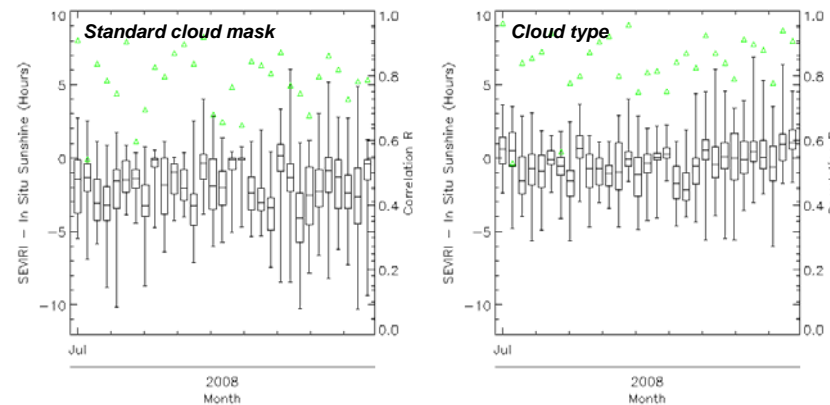 Standard cloud mask
10
5
0
−5
−10
SEVIRI − In Situ Sunshine (Hours)
1.0
0.8
0.6
0.4
0.2
0.0
Correlation R
Jul
2008
Month
Cloud type
10
5
0
−5
−10
SEVIRI − In Situ Sunshine (Hours)
1.0
0.8
0.6
0.4
0.2
0.0
Jul
2008
Month